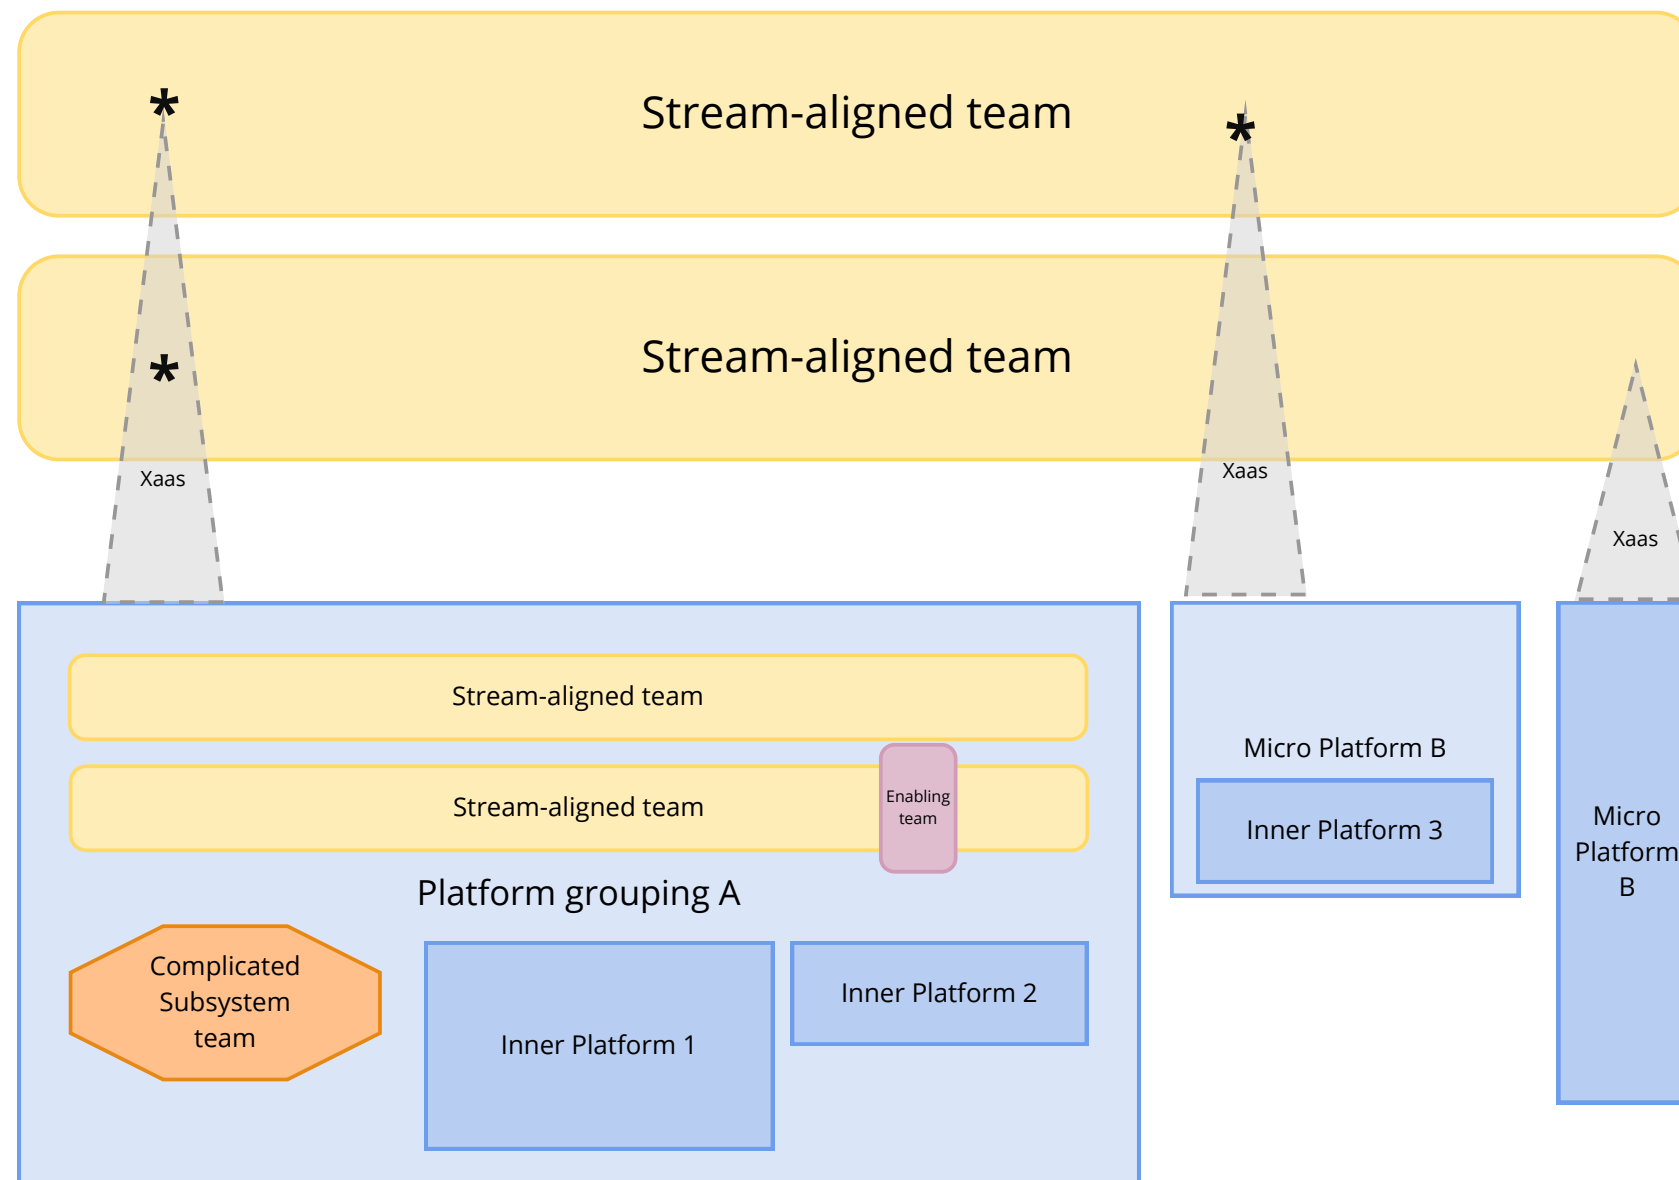 *
Stream-aligned team
*
*
Stream-aligned team
Xaas
Xaas
Xaas
Stream-aligned team
Stream-aligned team
Enabling
team
Platform grouping A
Complicated
Subsystem
team
Inner Platform 1
Inner Platform 2
Micro Platform B
Inner Platform 3
Micro
Platform
B